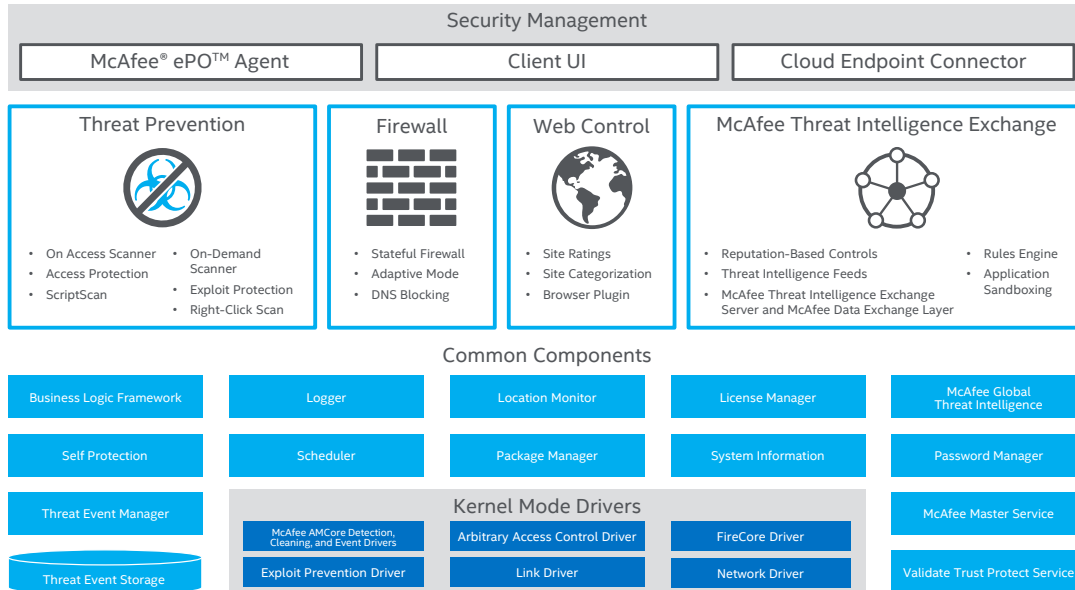 Security Management
McAfee® ePO™ Agent
Client UI
Cloud Endpoint Connector
Threat Prevention
• On Access Scanner
• Access Protection
• ScriptScan
• On-Demand
Scanner
• Exploit Protection
• Right-Click Scan
Firewall
• Stateful Firewall
• Adaptive Mode
• DNS Blocking
Web Control
• Site Ratings
• Site Categorization
• Browser Plugin
McAfee Threat Intelligence Exchange
• Reputation-Based Controls
• Threat Intelligence Feeds
• McAfee Threat Intelligence Exchange
Server and McAfee Data Exchange Layer
• Rules Engine
• Application
Sandboxing
Common Components
Business Logic Framework
Logger
Location Monitor
License Manager
McAfee Global
Threat Intelligence
Self Protection
Scheduler
Package Manager
System Information
Password Manager
Threat Event Manager
Kernel Mode Drivers
McAfee AMCore Detection,
Cleaning, and Event Drivers
Arbitrary Access Control Driver
FireCore Driver
McAfee Master Service
Threat Event Storage
Exploit Prevention Driver
Link Driver
Network Driver
Validate Trust Protect Service